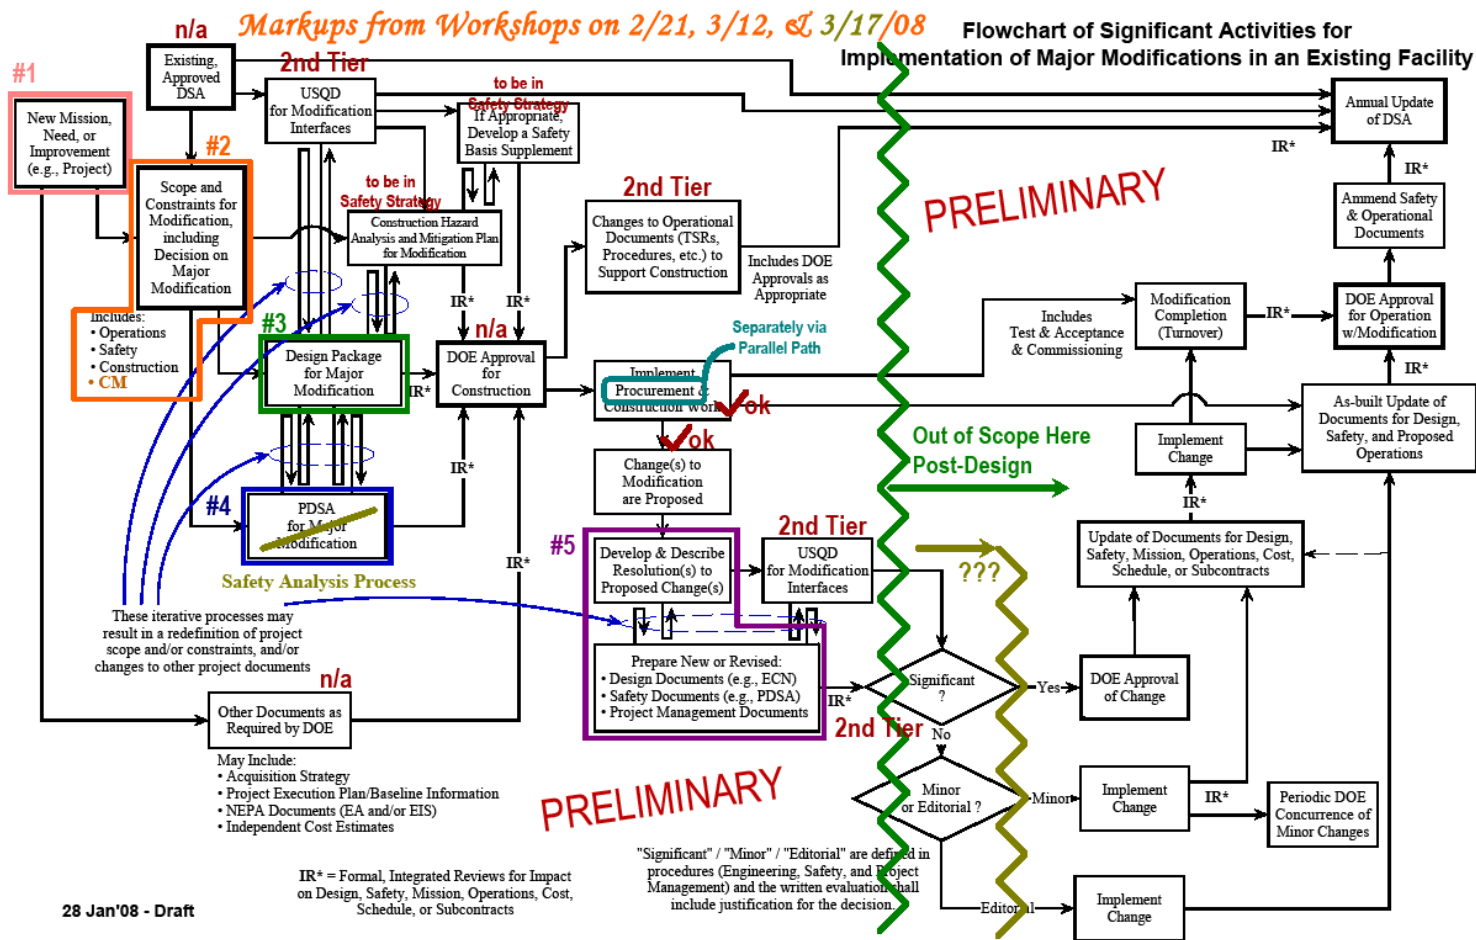 Markups from Workshops on 2/21, 3/12, & 3/17/08
Flowchart of Significant Activities for
Implementation of Major Modifications in an Existing Facility
n/a
#1
Existing,
Approved
DSA
2nd Tier
USQD
for Modification
Interfaces
to be in
Safety Strategy
If Appropriate,
Develop a Safety
Basis Supplement
Annual Update
of DSA
IR*
New Mission,
Need, or
Improvement
(e.g., Project)
#2
Scope and
Constraints for
Modification,
including
Decision on
Major
Modification
Includes:
• Operations
• Safety
• Construction
• CM
to be in
Safety Strategy
Construction Hazard
Analysis and Mitigation Plan
for Modification
2nd Tier
Changes to Operational
Documents (TSRs,
Procedures, etc.) to
Support Construction
Includes DOE
Approvals as
Appropriate
PRELIMINARY
IR*
Ammend Safety
& Operational
Documents
IR*
IR*
n/a
#3
Design Package
for Major
Modification
IR*
DOE Approval
for
Construction
Separately via
Parallel Path
Implement
Procurement &
Construction Work
ok
ok
Includes
Test & Acceptance
& Commissioning
Modification
Completion
(Turnover)
IR*
DOE Approval
for Operation
w/Modification
IR*
As-built Update of
Documents for Design,
Safety, and Proposed
Operations
Implement
Change
IR*
Out of Scope Here
Post-Design
Change(s) to
Modification
are Proposed
IR*
#4
PDSA
for Major
Modification
Safety Analysis Process
IR*
#5
Develop & Describe
Resolution(s) to
Proposed Change(s)
2nd Tier
USQD
for Modification
Interfaces
???
Update of Documents for Design,
Safety, Mission, Operations, Cost,
Schedule, or Subcontracts
These iterative processes may
result in a redefinition of project
scope and/or constraints, and/or
changes to other project documents
Prepare New or Revised:
• Design Documents (e.g., ECN)
• Safety Documents (e.g., PDSA)
• Project Management Documents
IR*
2nd Tier
Significant
?
Yes
No
DOE Approval
of Change
n/a
Other Documents as
Required by DOE
May Include:
• Acquisition Strategy
• Project Execution Plan/Baseline Information
• NEPA Documents (EA and/or EIS)
• Independent Cost Estimates
PRELIMINARY
Minor
or Editorial ?
Minor
Implement
Change
IR*
Periodic DOE
Concurrence of
Minor Changes
"Significant" / "Minor" / "Editorial" are defined in
procedures (Engineering, Safety, and Project
Management) and the written evaluation shall
include justification for the decision.
Editorial
Implement
Change
IR* = Formal, Integrated Reviews for Impact
on Design, Safety, Mission, Operations, Cost,
Schedule, or Subcontracts
28 Jan'08 - Draft